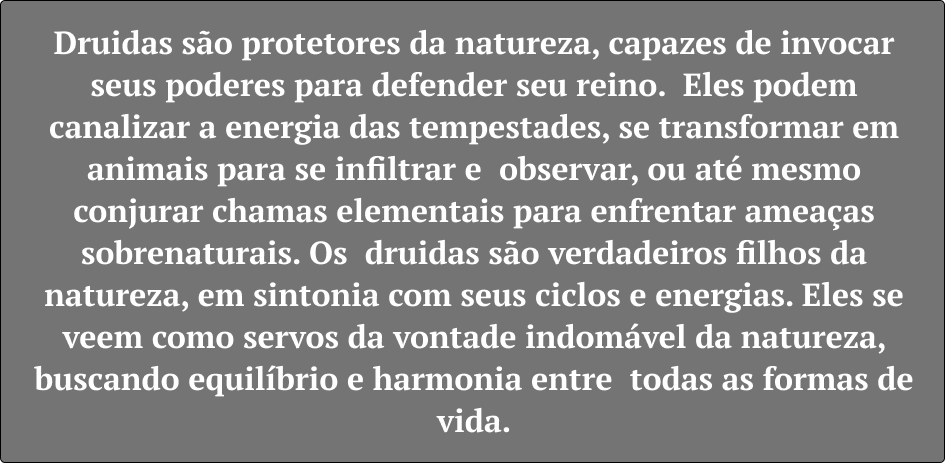 Druidas são protetores da natureza, capazes de invocar
seus poderes para defender seu reino.  Eles podem
canalizar a energia das tempestades, se transformar em
animais para se infiltrar e  observar, ou até mesmo
conjurar chamas elementais para enfrentar ameaças
sobrenaturais. Os  druidas são verdadeiros filhos da
natureza, em sintonia com seus ciclos e energias. Eles se
veem como servos da vontade indomável da natureza,
buscando equilíbrio e harmonia entre  todas as formas de
vida.